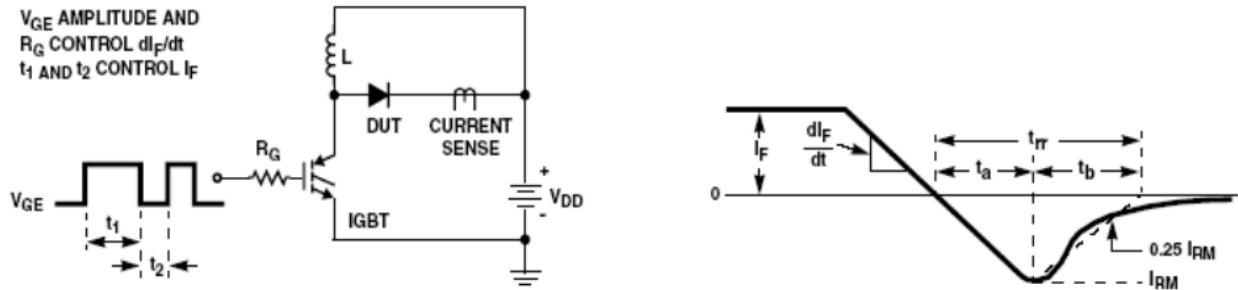 V_GE AMPLITUDE AND
R_G CONTROL dI_F/dt
t_1 AND t_2 CONTROL I_F
L
DUT
CURRENT
SENSE
R_G
V_GE
t_1
t_2
IGBT
+
V_DD
-
I_F
dI_F
dt
t_rr
t_a
t_b
0
0.25 I_RM
I_RM